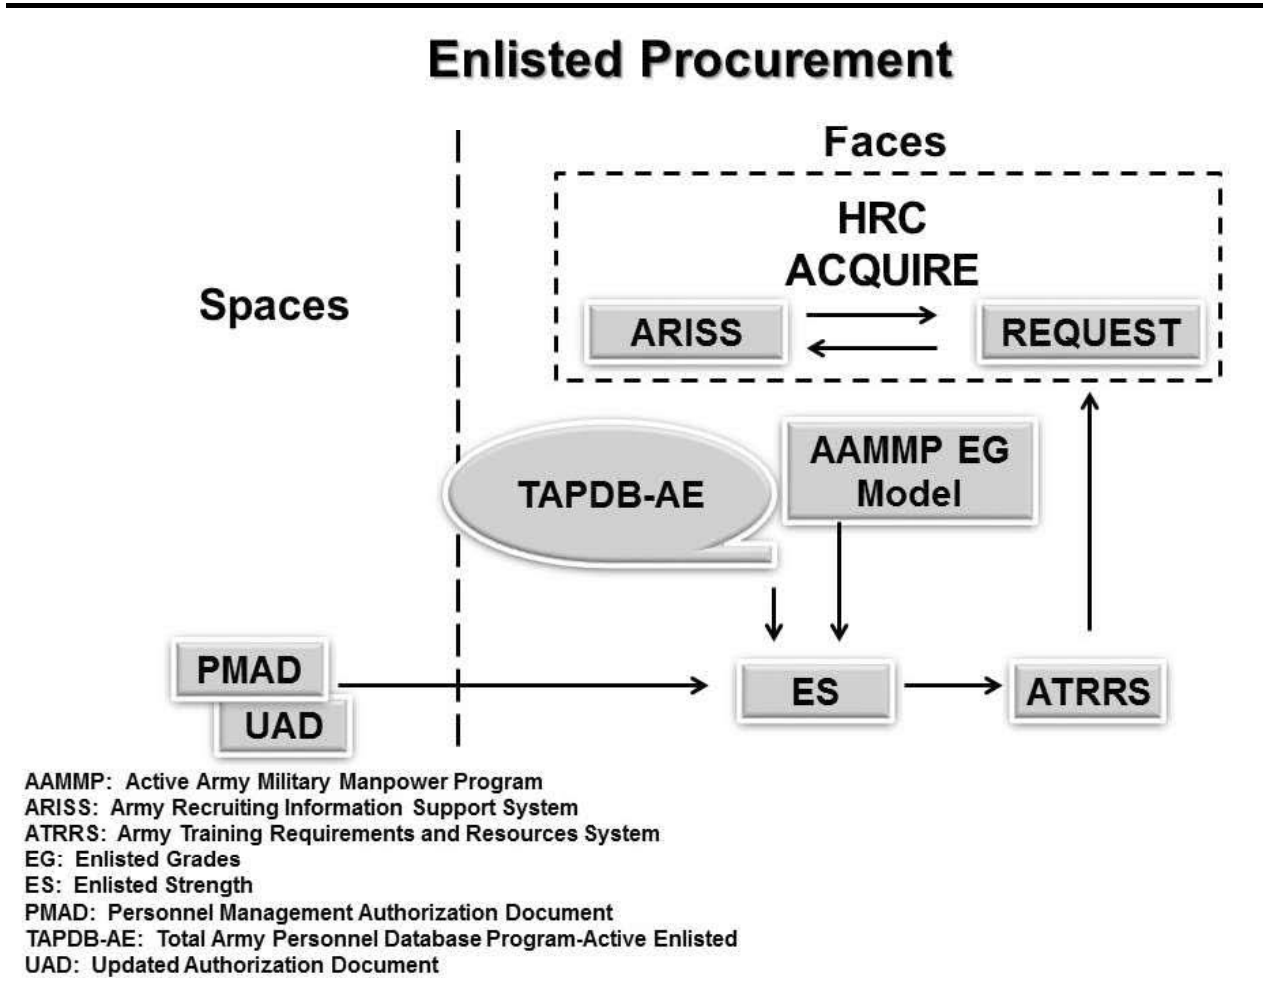 Enlisted Procurement
Faces
HRC
ACQUIRE
Spaces
ARISS
REQUEST
AAMMP EG
Model
TAPDB-AE
PMAD
UAD
ES
ATRRS
AAMMP: Active Army Military Manpower Program
ARISS: Army Recruiting Information Support System
ATRRS: Army Training Requirements and Resources System
EG: Enlisted Grades
ES: Enlisted Strength
PMAD: Personnel Management Authorization Document
TAPDB-AE: Total Army Personnel Database Program-Active Enlisted
UAD: Updated Authorization Document